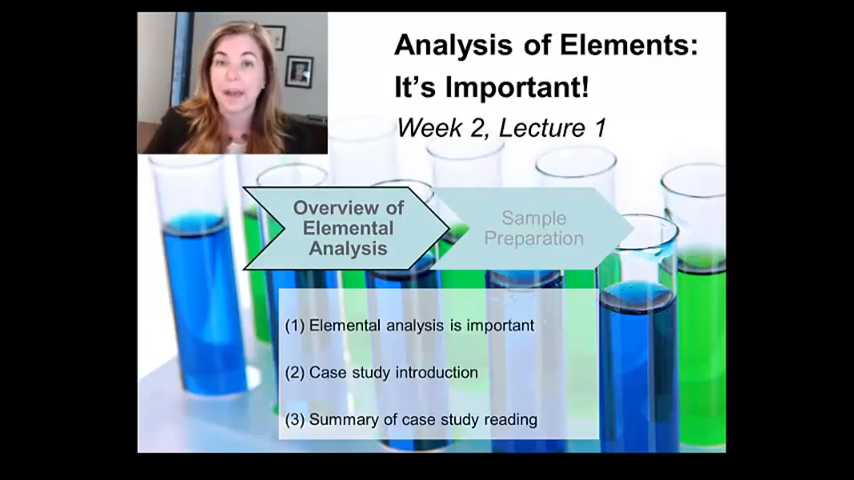 Analysis of Elements:
It's Important!
Week 2, Lecture 1
Overview of
Elemental
Analysis
Sample
Preparation
(1) Elemental analysis is important
(2) Case study introduction
(3) Summary of case study reading